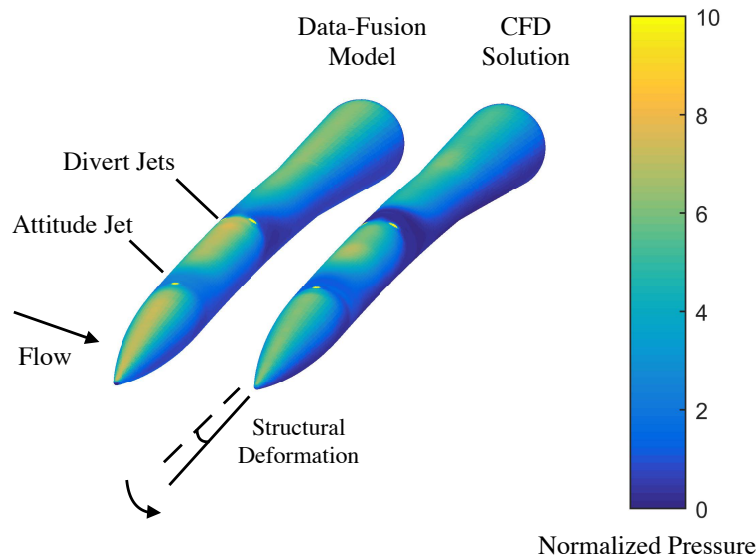 Data-Fusion
Model
CFD
Solution
Divert Jets
Attitude Jet
Flow
Structural
Deformation
10
8
6
4
2
0
Normalized Pressure